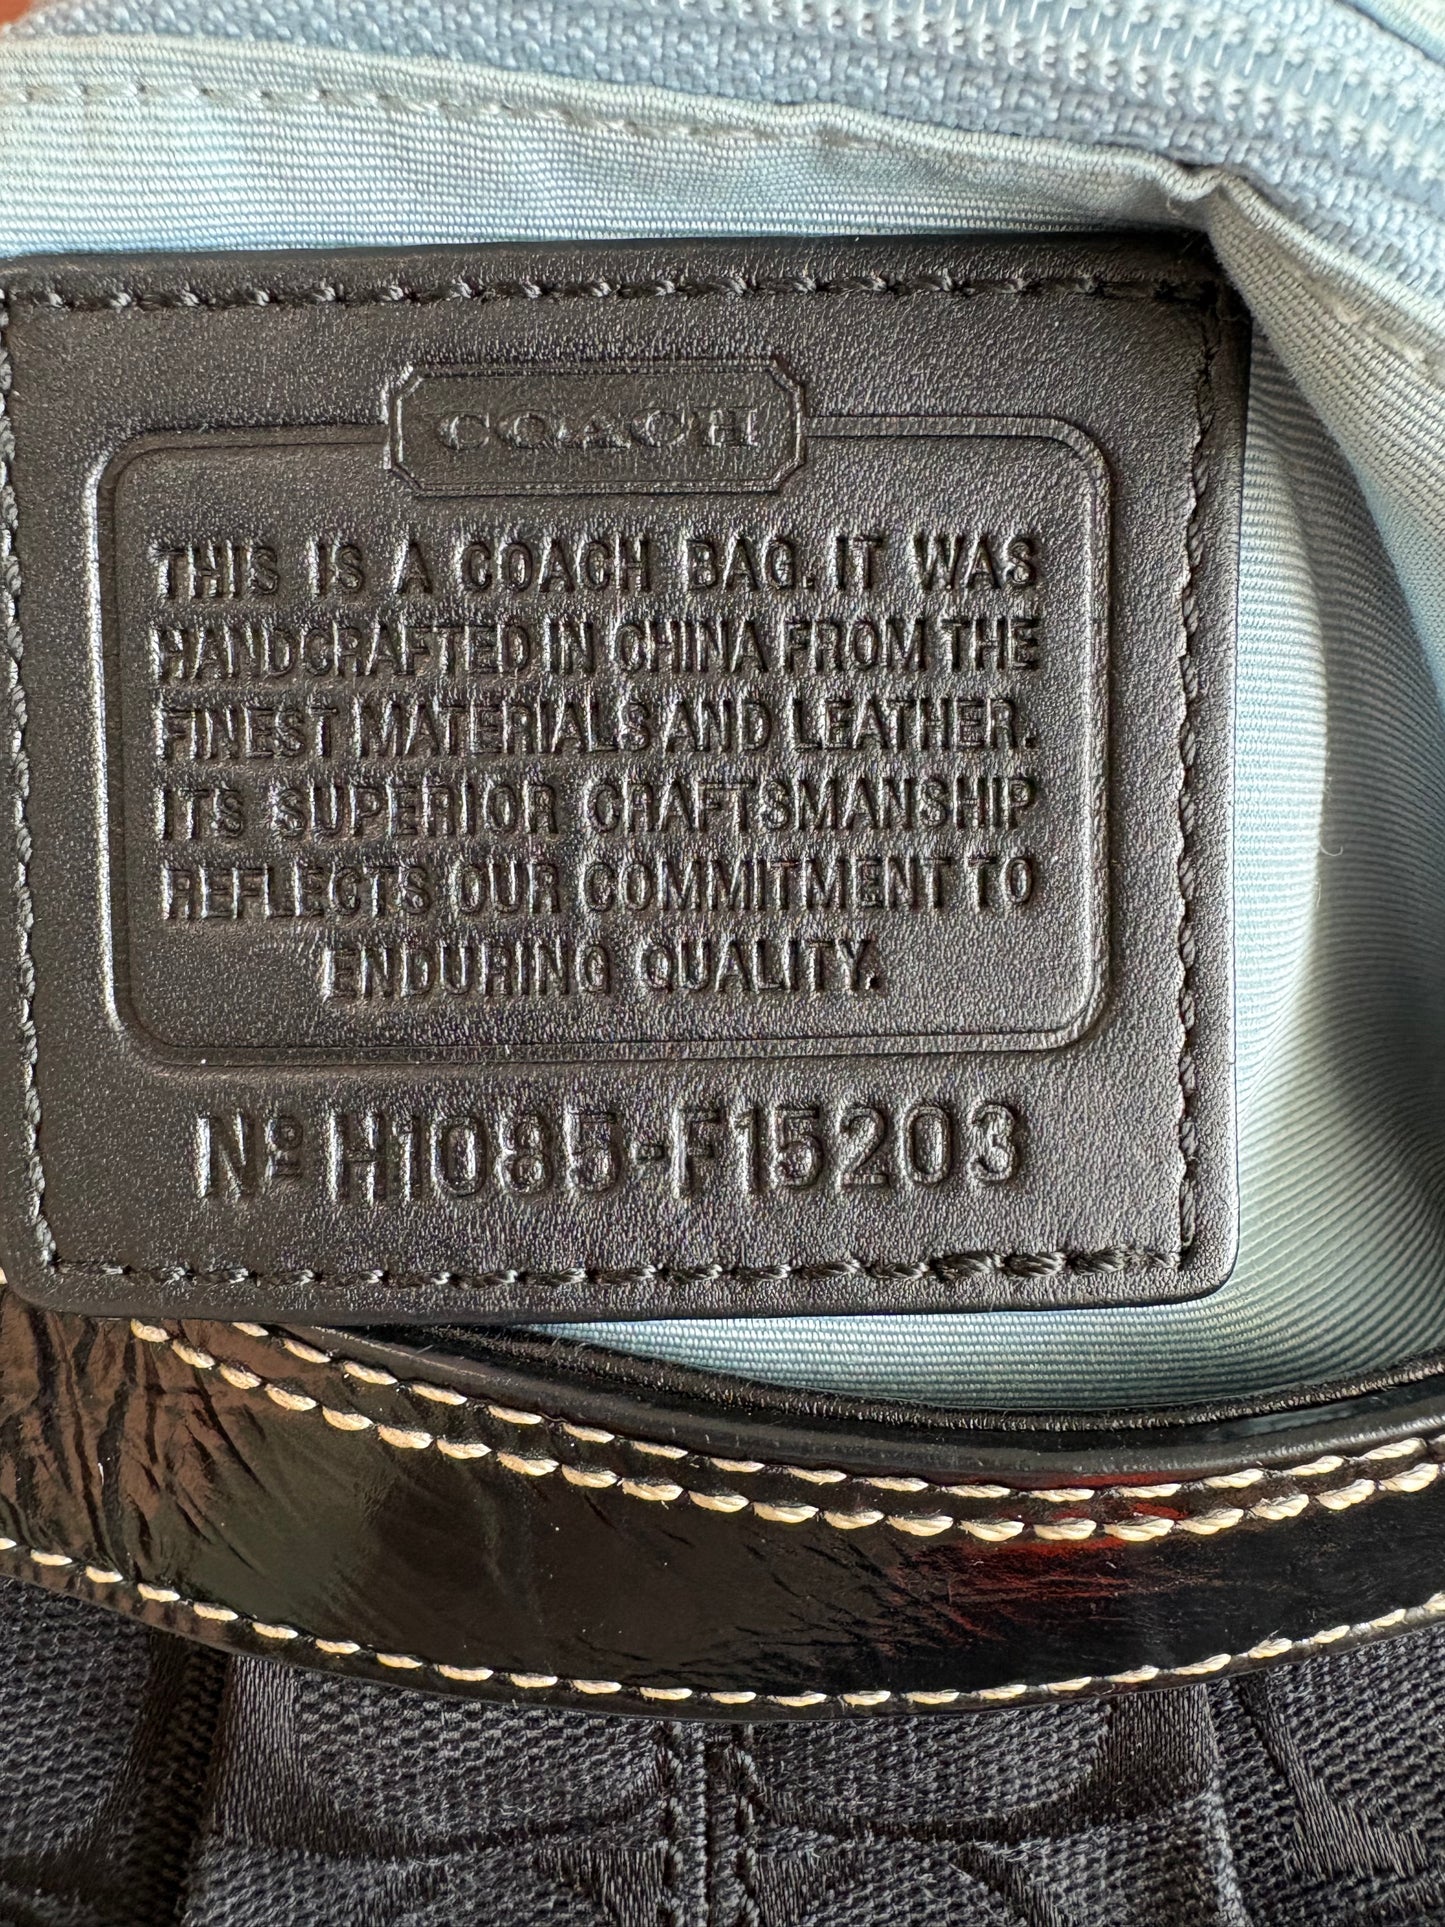 COACH
THIS IS A COACH BAG. IT WAS
HANDCRAFTED IN CHINA FROM THE
FINEST MATERIALS AND LEATHER.
ITS SUPERIOR CRAFTSMANSHIP
REFLECTS OUR COMMITMENT TO
ENDURING QUALITY.
Nº H1085-F15203